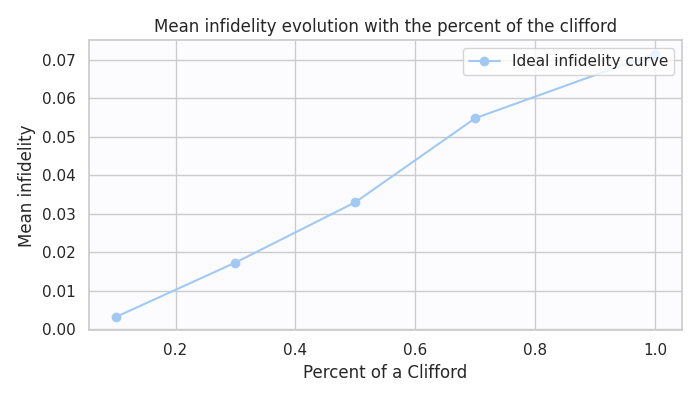 Mean infidelity evolution with the percent of the clifford
Ideal infidelity curve
Mean infidelity
0.07
0.06
0.05
0.04
0.03
0.02
0.01
0.00
0.2 0.4 0.6 0.8 1.0
Percent of a Clifford